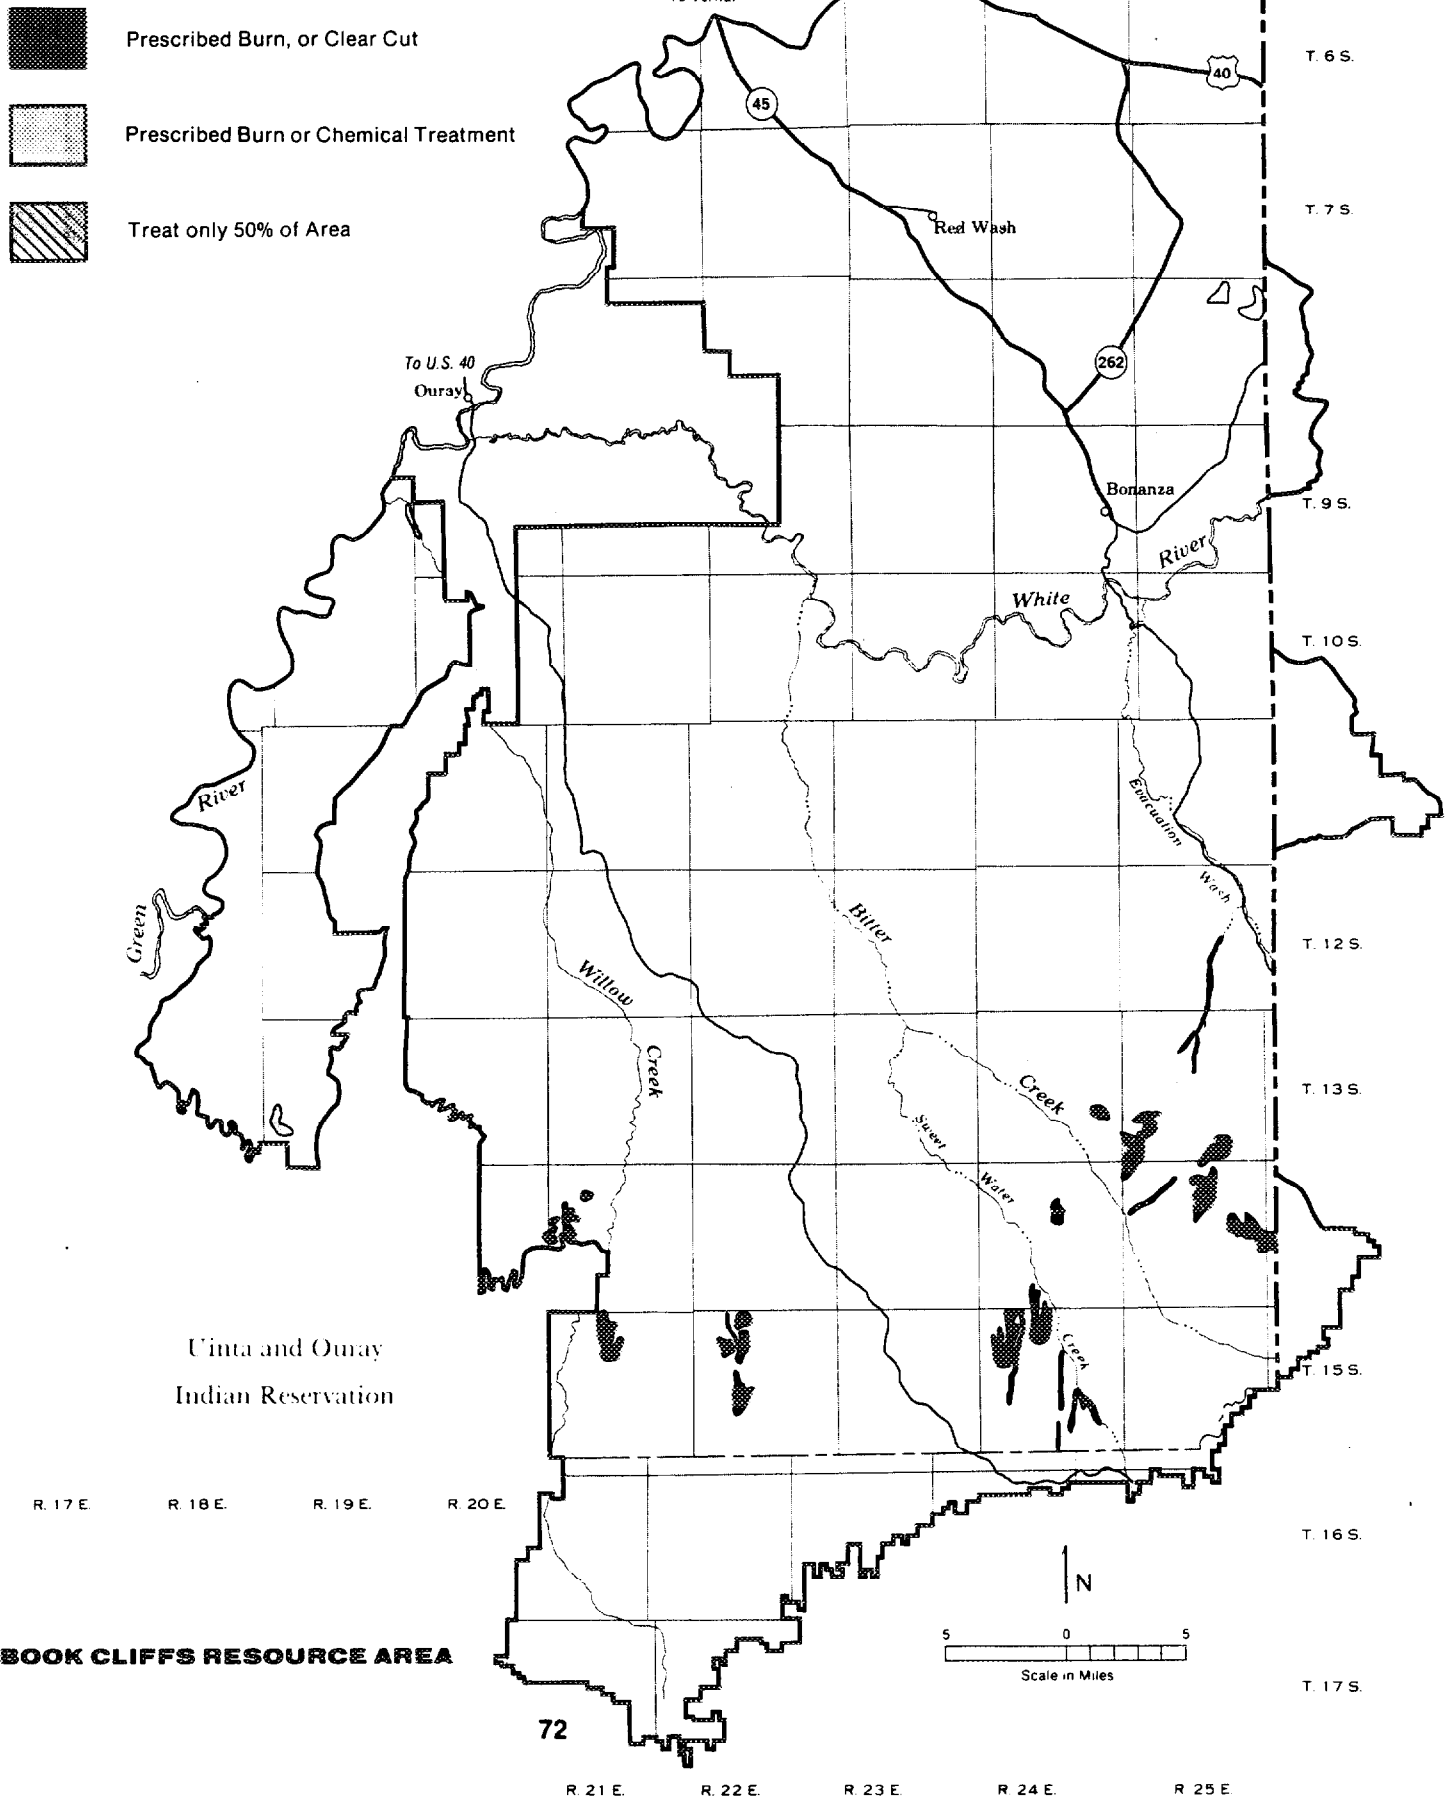 Prescribed Burn, or Clear Cut
T. 6 S.
40
45
Prescribed Burn or Chemical Treatment
T. 7 S.
Treat only 50% of Area
Red Wash
To U.S. 40
262
Ouray
Bonanza
T. 9 S.
River
White
T. 10 S.
River
Evacuation
Wash
Green
Bitter
T. 12 S.
Willow
Creek
Creek
T. 13 S.
Sweet
Water
Creek
Uinta and Ouray
Indian Reservation
T. 15 S.
R. 17 E.
R. 18 E.
R. 19 E.
R. 20 E.
T. 16 S.
N
5
0
5
Scale in Miles
BOOK CLIFFS RESOURCE AREA
T. 17 S.
72
R. 21 E.
R. 22 E.
R. 23 E.
R. 24 E.
R 25 E.